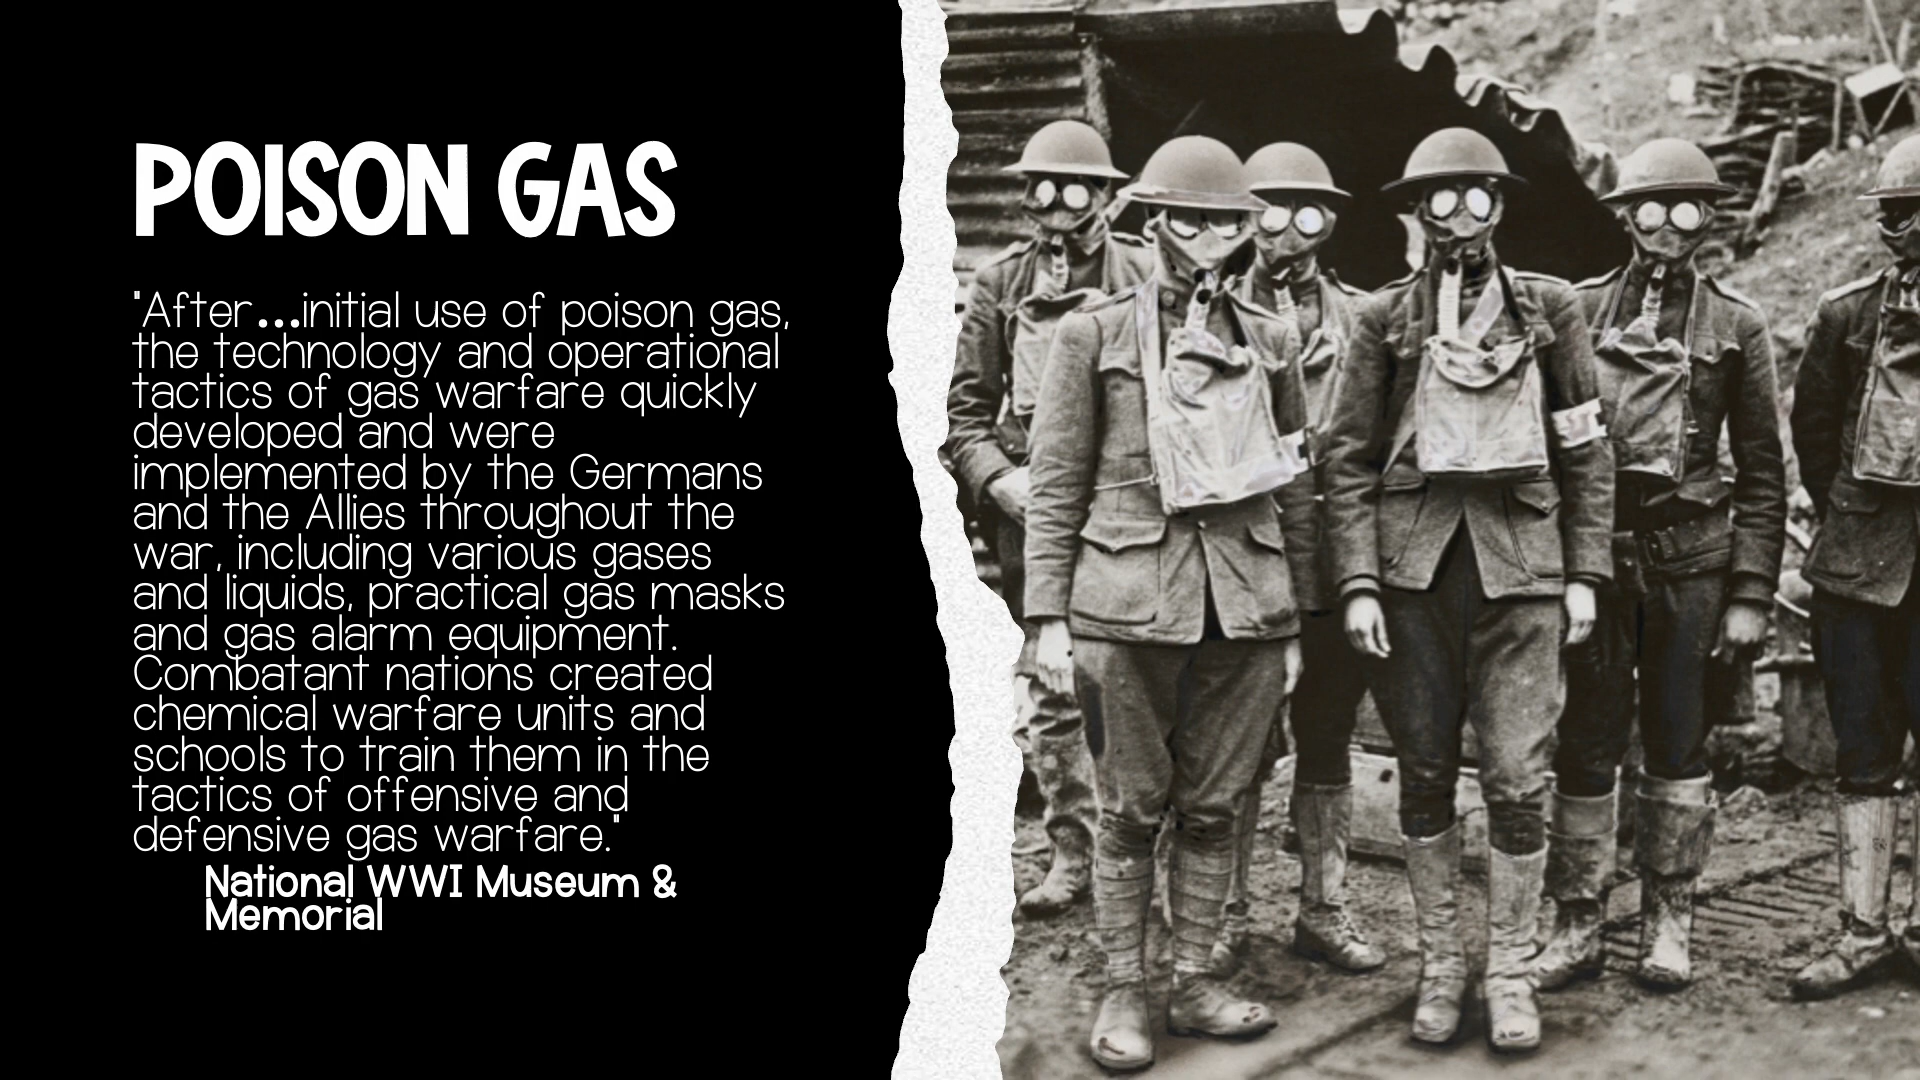 POISON GAS
"After...initial use of poison gas,
the technology and operational
tactics of gas warfare quickly
developed and were
implemented by the Germans
and the Allies throughout the
war, including various gases
and liquids, practical gas masks
and gas alarm equipment.
Combatant nations created
chemical warfare units and
schools to train them in the
tactics of offensive and
defensive gas warfare."
National WWI Museum &
Memorial